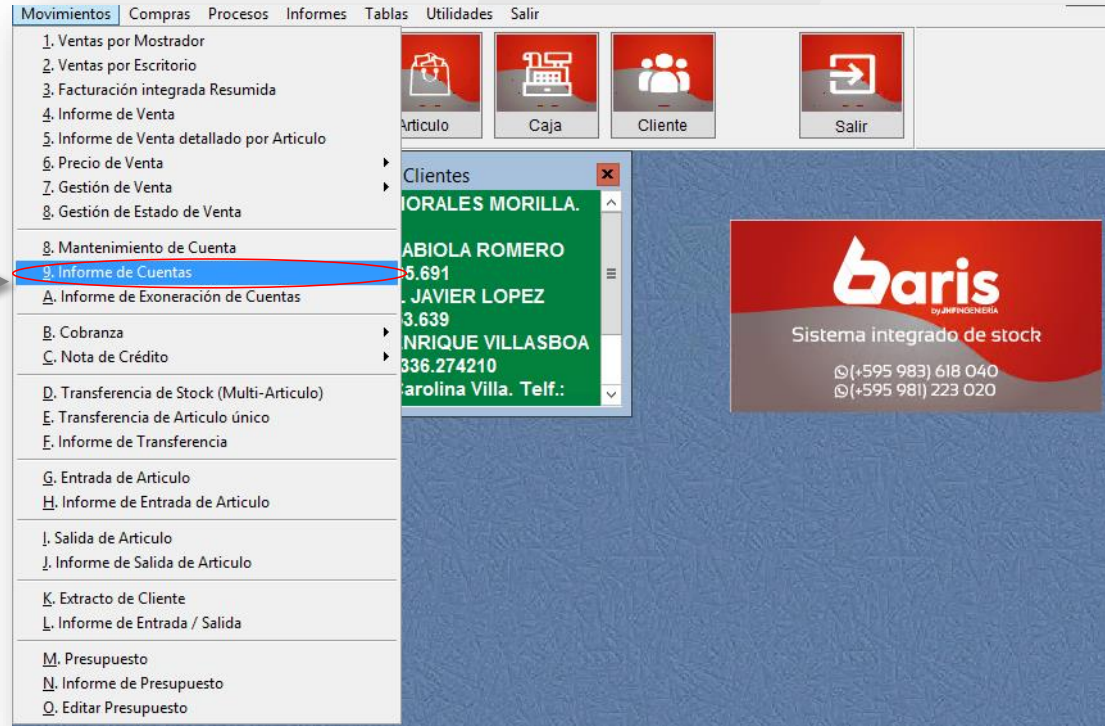 Movimientos Compras Procesos Informes Tablas Utilidades Salir
1. Ventas por Mostrador
2. Ventas por Escritorio
3. Facturación integrada Resumida
4. Informe de Venta
5. Informe de Venta detallado por Articulo
6. Precio de Venta
7. Gestión de Venta
8. Gestión de Estado de Venta
8. Mantenimiento de Cuenta
9. Informe de Cuentas
A. Informe de Exoneración de Cuentas
B. Cobranza
C. Nota de Crédito
D. Transferencia de Stock (Multi-Articulo)
E. Transferencia de Articulo único
F. Informe de Transferencia
G. Entrada de Articulo
H. Informe de Entrada de Articulo
I. Salida de Articulo
J. Informe de Salida de Articulo
K. Extracto de Cliente
L. Informe de Entrada / Salida
M. Presupuesto
N. Informe de Presupuesto
O. Editar Presupuesto
Articulo Caja Cliente Salir
Clientes
MORALES MORILLA.
ABIOLA ROMERO
5.691
. JAVIER LOPEZ
3.639
ENRIQUE VILLASBOA
336.274210
Carolina Villa. Telf.:
baris
by JMFINGENIERÍA
Sistema integrado de stock
(+595 983) 618 040
(+595 981) 223 020